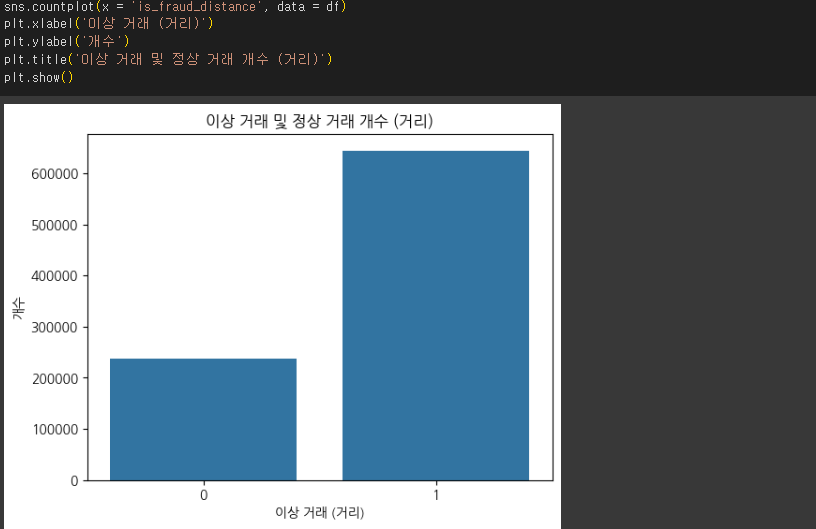 sns.countplot(x = 'is_fraud_distance', data = df)
plt.xlabel('이상 거래 (거리)')
plt.ylabel('개수')
plt.title('이상 거래 및 정상 거래 개수 (거리)')
plt.show()
이상 거래 및 정상 거래 개수 (거리)
600000
500000
400000
300000
200000
100000
0
개수
0 1
이상 거래 (거리)